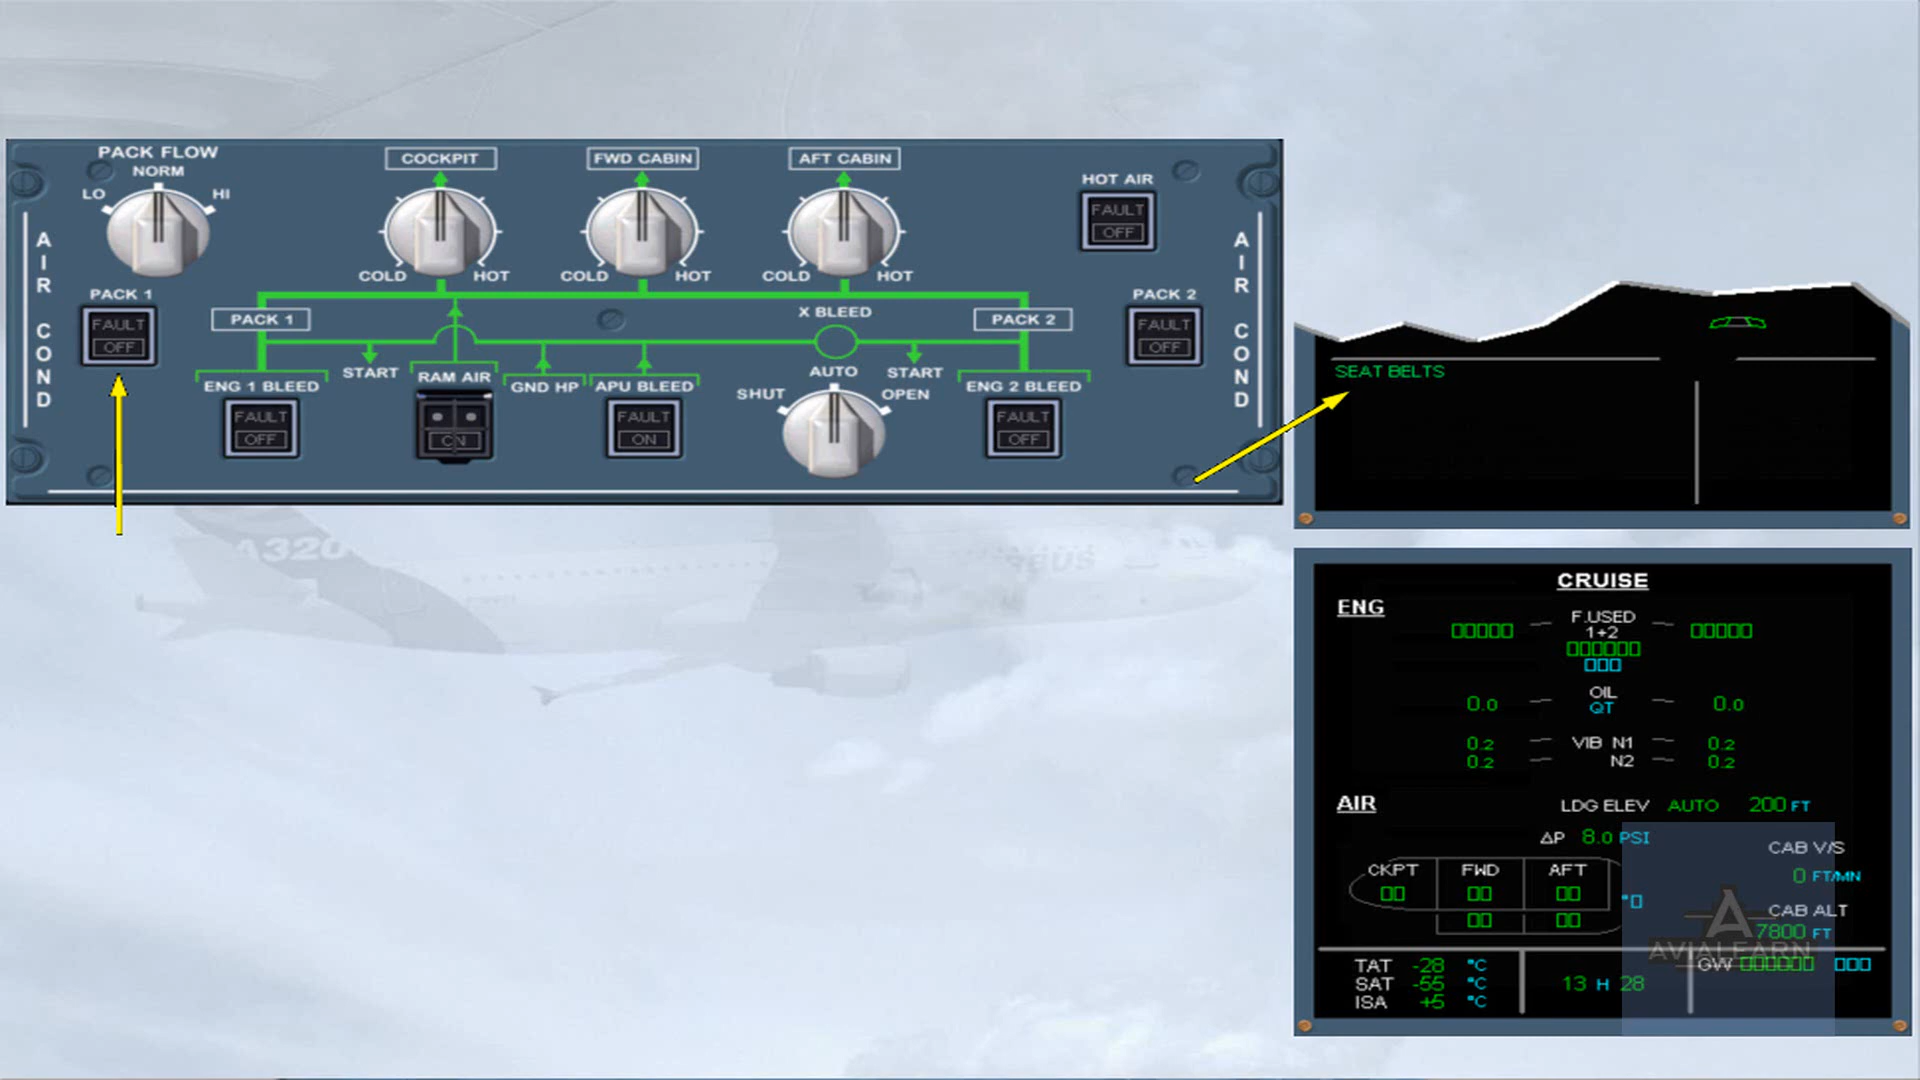 PACK FLOW
NORM
LO
HI
COCKPIT
FWD CABIN
AFT CABIN
HOT AIR
FAULT
OFF
COLD
HOT
COLD
HOT
COLD
HOT
AIR COND
AIR COND
PACK 1
FAULT
OFF
PACK 1
X BLEED
PACK 2
PACK 2
FAULT
OFF
START
RAM AIR
GND HP
APU BLEED
AUTO
START
ENG 1 BLEED
ENG 2 BLEED
SHUT
OPEN
FAULT
OFF
ON
FAULT
ON
FAULT
OFF
SEAT BELTS
A320
CRUISE
ENG
F.USED
1+2
OIL
0.0 QT 0.0
0.2 VIB N1 0.2
0.2 N2 0.2
AIR
LDG ELEV AUTO 200 FT
ΔP 8.0 PSI
CAB V/S
CKPT FWD AFT
0 FT/MN
CAB ALT
7800 FT
AVIALEARN
TAT -28 °C
SAT -55 °C
ISA +5 °C
13 H 28
GW